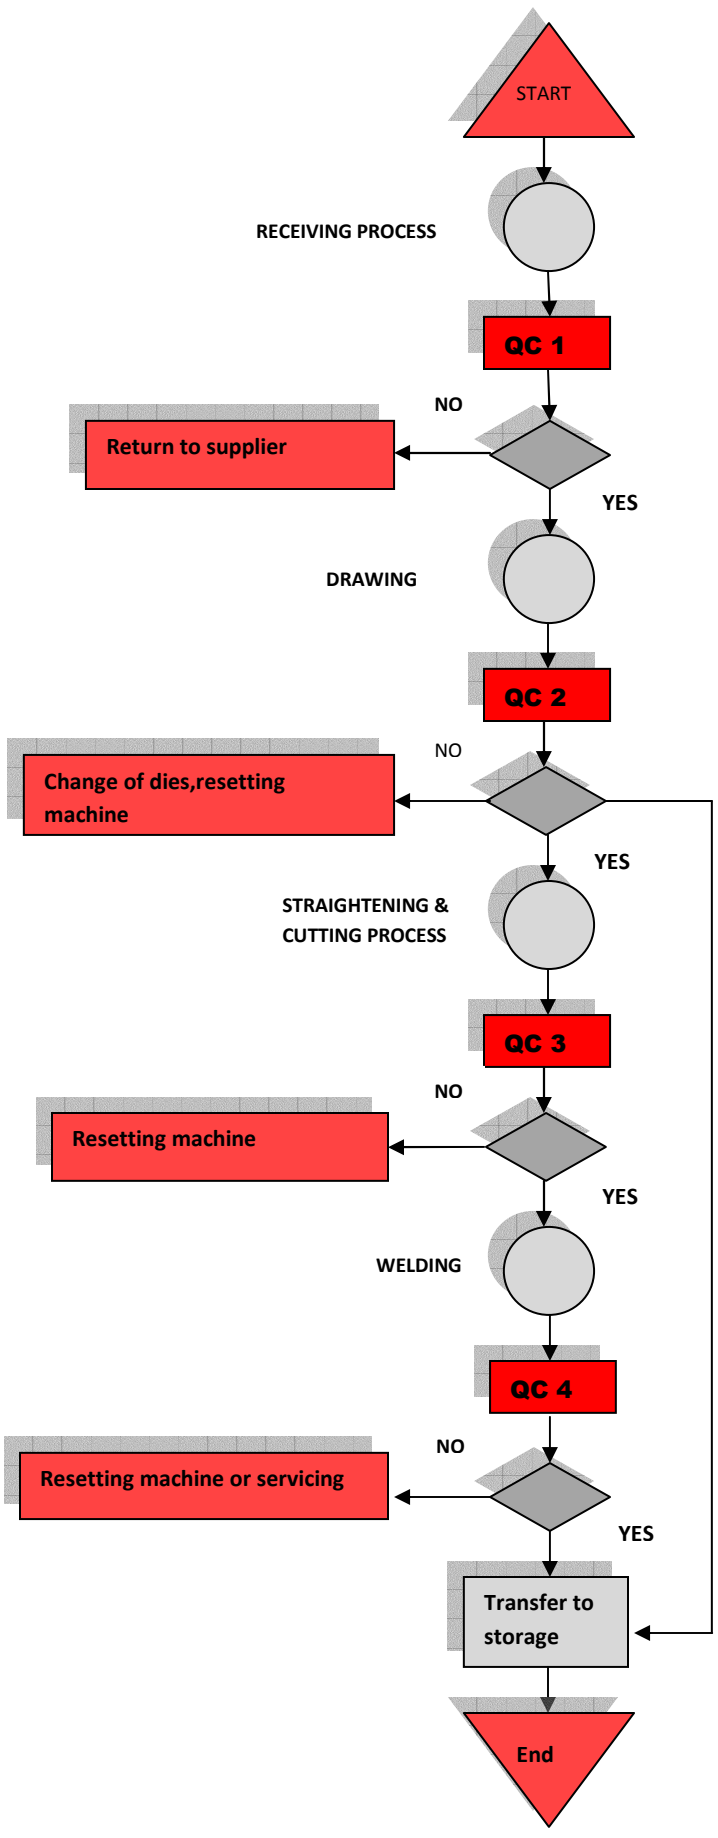 START
RECEIVING PROCESS
QC 1
NO
Return to supplier
YES
DRAWING
QC 2
NO
Change of dies,resetting
machine
YES
STRAIGHTENING &
CUTTING PROCESS
QC 3
NO
Resetting machine
YES
WELDING
QC 4
NO
Resetting machine or servicing
YES
Transfer to
storage
End